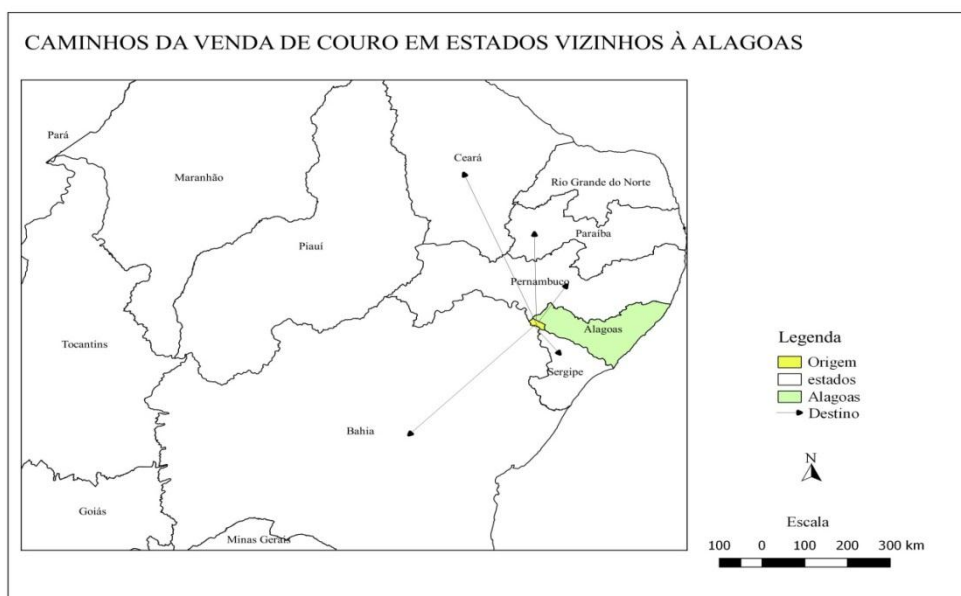 CAMINHOS DA VENDA DE COURO EM ESTADOS VIZINHOS À ALAGOAS
Pará
Ceará
Maranhão
Rio Grande do Norte
Paraíba
Piauí
Pernambuco
Alagoas
Tocantins
Sergipe
Bahia
Goiás
Minas Gerais
Legenda
Origem
estados
Alagoas
Destino
N
Escala
100 0 100 200 300 km